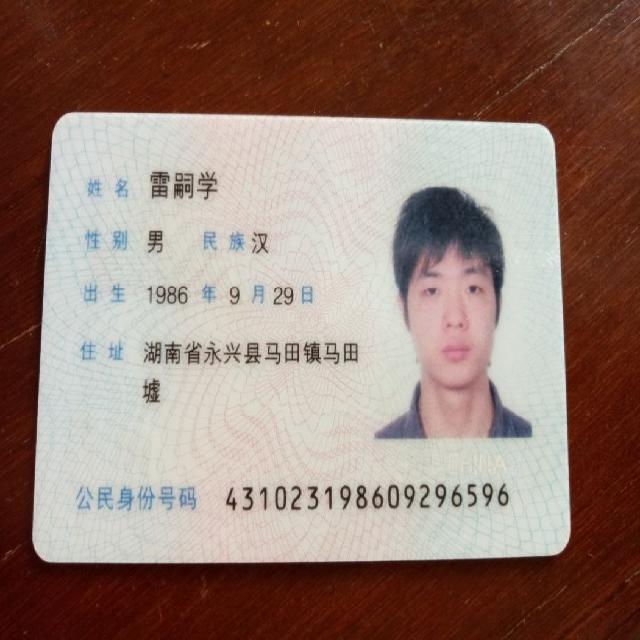 姓名 雷嗣学
性别 男 民族 汉
出生 1986 年 9 月 29 日
住址 湖南省永兴县马田镇马田
墟
公民身份号码 431023198609296596